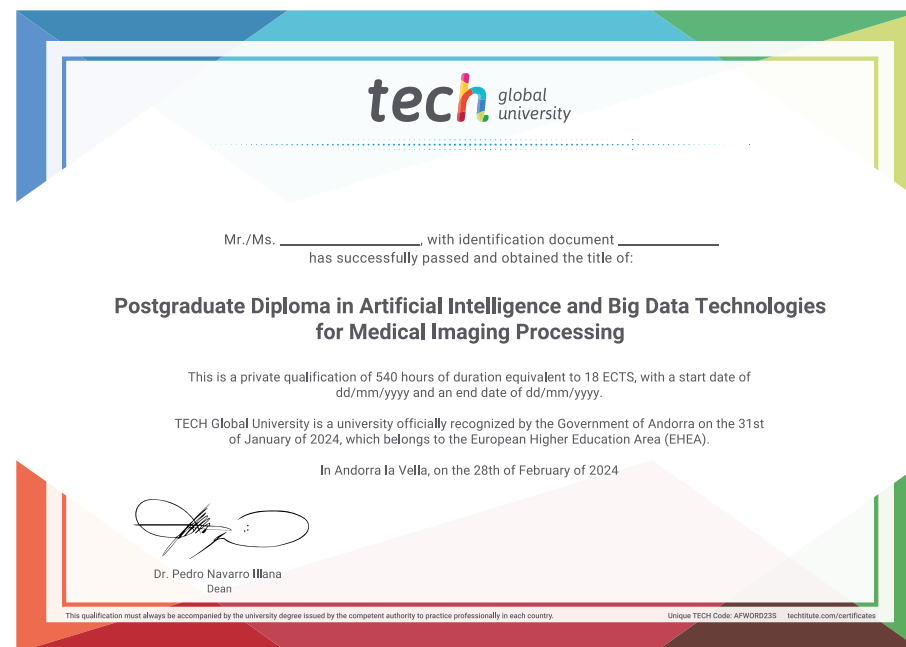 tech global university
Mr./Ms. ____________________, with identification document ______________
has successfully passed and obtained the title of:
Postgraduate Diploma in Artificial Intelligence and Big Data Technologies
for Medical Imaging Processing
This is a private qualification of 540 hours of duration equivalent to 18 ECTS, with a start date of
dd/mm/yyyy and an end date of dd/mm/yyyy.
TECH Global University is a university officially recognized by the Government of Andorra on the 31st
of January of 2024, which belongs to the European Higher Education Area (EHEA).
In Andorra la Vella, on the 28th of February of 2024
Dr. Pedro Navarro Illana
Dean
This qualification must always be accompanied by the university degree issued by the competent authority to practice professionally in each country.
Unique TECH Code: AFWORD23S techtitute.com/certificates